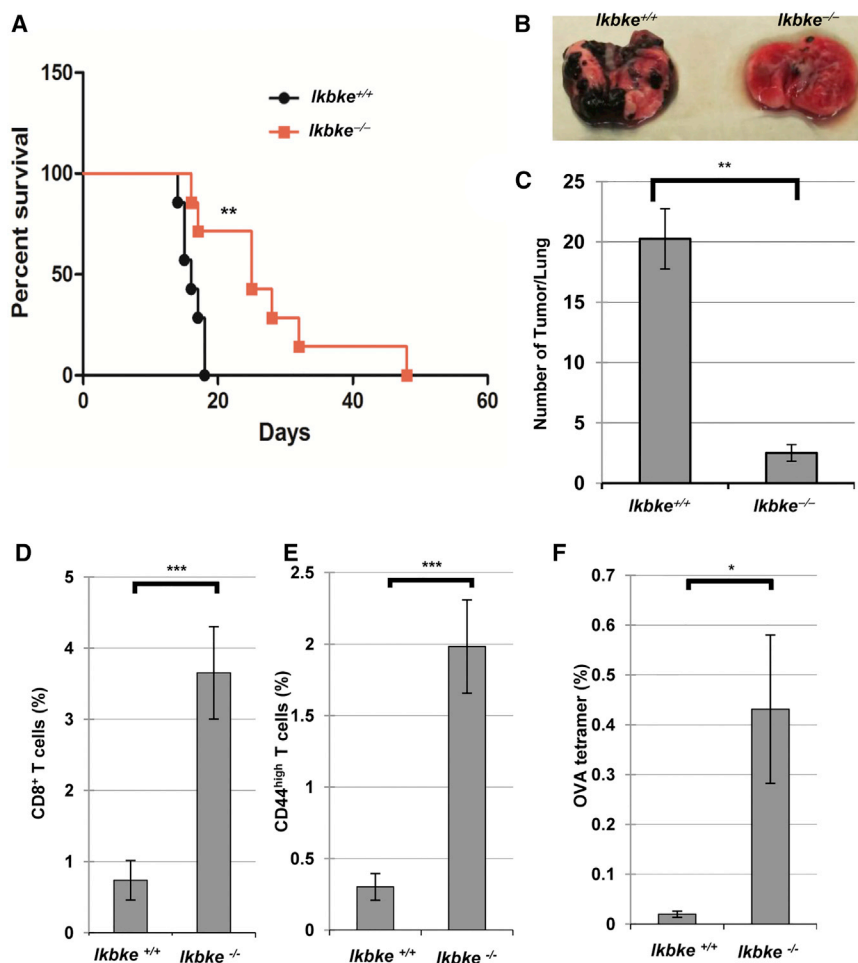 A
Percent survival
150
100
50
0
0 20 40 60
Days
Ikbke+/+
Ikbke−/−
**
B
Ikbke+/+ Ikbke−/−
C
Number of Tumor/Lung
25
20
15
10
5
0
**
Ikbke+/+ Ikbke−/−
D
CD8+ T cells (%)
5
4
3
2
1
0
***
Ikbke +/+ Ikbke -/-
E
CD44high T cells (%)
2.5
2
1.5
1
0.5
0
***
Ikbke +/+ Ikbke -/-
F
OVA tetramer (%)
0.7
0.6
0.5
0.4
0.3
0.2
0.1
0
*
Ikbke +/+ Ikbke -/-